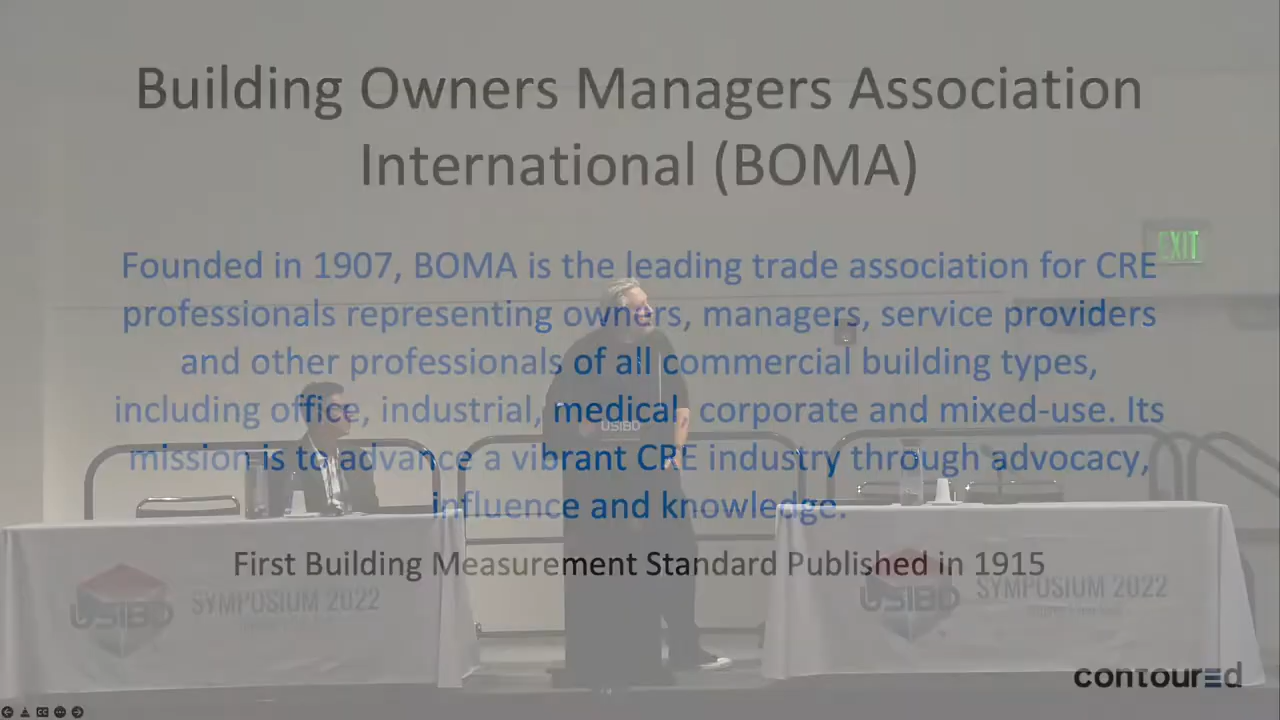 Building Owners Managers Association
International (BOMA)
EXIT
Founded in 1907, BOMA is the leading trade association for CRE
professionals representing owners, managers, service providers
and other professionals of all commercial building types,
including office, industrial, medical, corporate and mixed-use. Its
USIBD
mission is to advance a vibrant CRE industry through advocacy,
influence and knowledge.
First Building Measurement Standard Published in 1915
USIBD SYMPOSIUM 2022
USIBD SYMPOSIUM 2022
contoured